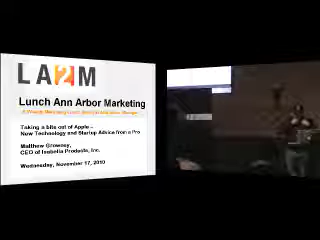 LA2M
Lunch Ann Arbor Marketing
Taking a bite out of Apple –
New Technology and Startup Advice from a Pro
Matthew Growney,
CEO of Isabella Products, Inc.
Wednesday, November 17, 2010